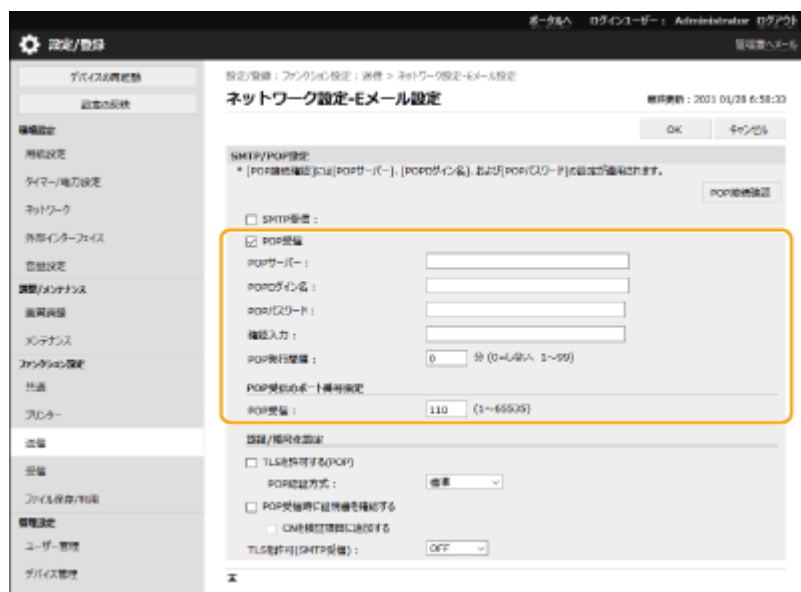 ポータルへ ログインユーザー： Administrator ログアウト
設定/登録 管理者へメール
デバイスの再起動
設定の反映
環境設定
用紙設定
タイマー/電力設定
ネットワーク
外部インターフェイス
音量設定
調整/メンテナンス
画質調整
メンテナンス
ファンクション設定
共通
プリンター
送信
受信
ファイル保存/利用
管理設定
ユーザー管理
デバイス管理
設定/登録 : ファンクション設定 : 送信 > ネットワーク設定-Eメール設定
ネットワーク設定-Eメール設定 最終更新 : 2021 01/28 6:58:33
OK キャンセル
SMTP/POP設定
* [POP接続確認]には[POPサーバー]、[POPログイン名]、および[POPパスワード]の設定が適用されます。
POP接続確認
SMTP受信 :
POP受信
POPサーバー :
POPログイン名 :
POPパスワード :
確認入力 :
POP発行間隔 : 0 分 (0=しない、1～99)
POP受信のポート番号指定
POP受信 : 110 (1～65535)
認証/暗号化設定
TLSを許可する(POP)
POP認証方式 : 標準
POP受信時に証明書を確認する
CNを検証項目に追加する
TLSを許可(SMTP受信) : OFF